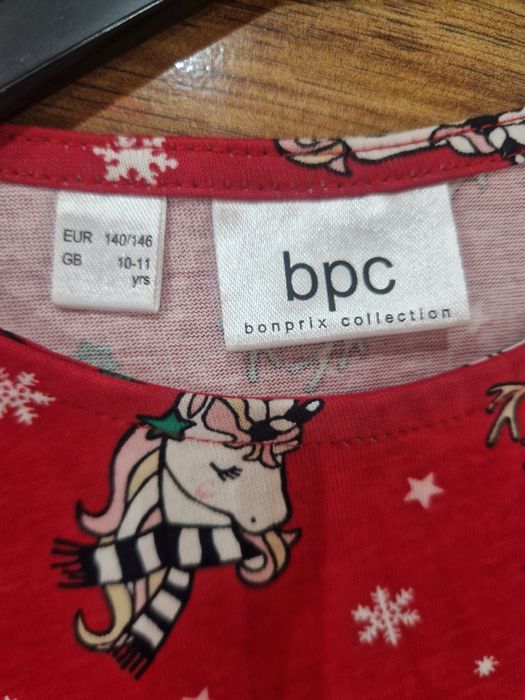 EUR 140/146
GB 10-11
yrs
bpc
bonprix collection